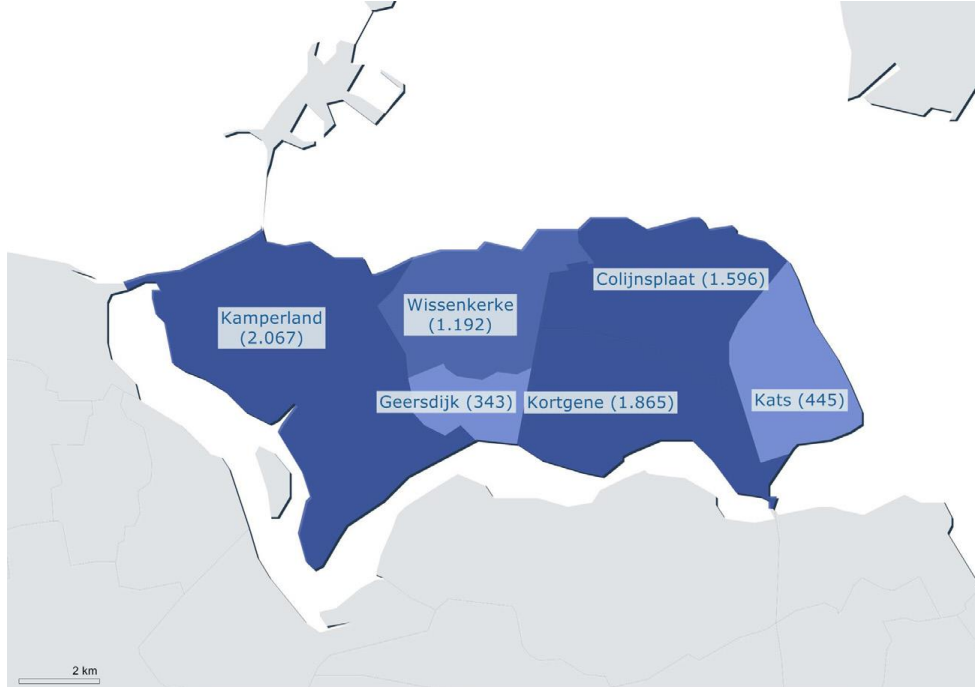 Kamperland
(2.067)
Wissenkerke
(1.192)
Colijnsplaat (1.596)
Geersdijk (343)
Kortgene (1.865)
Kats (445)
2 km